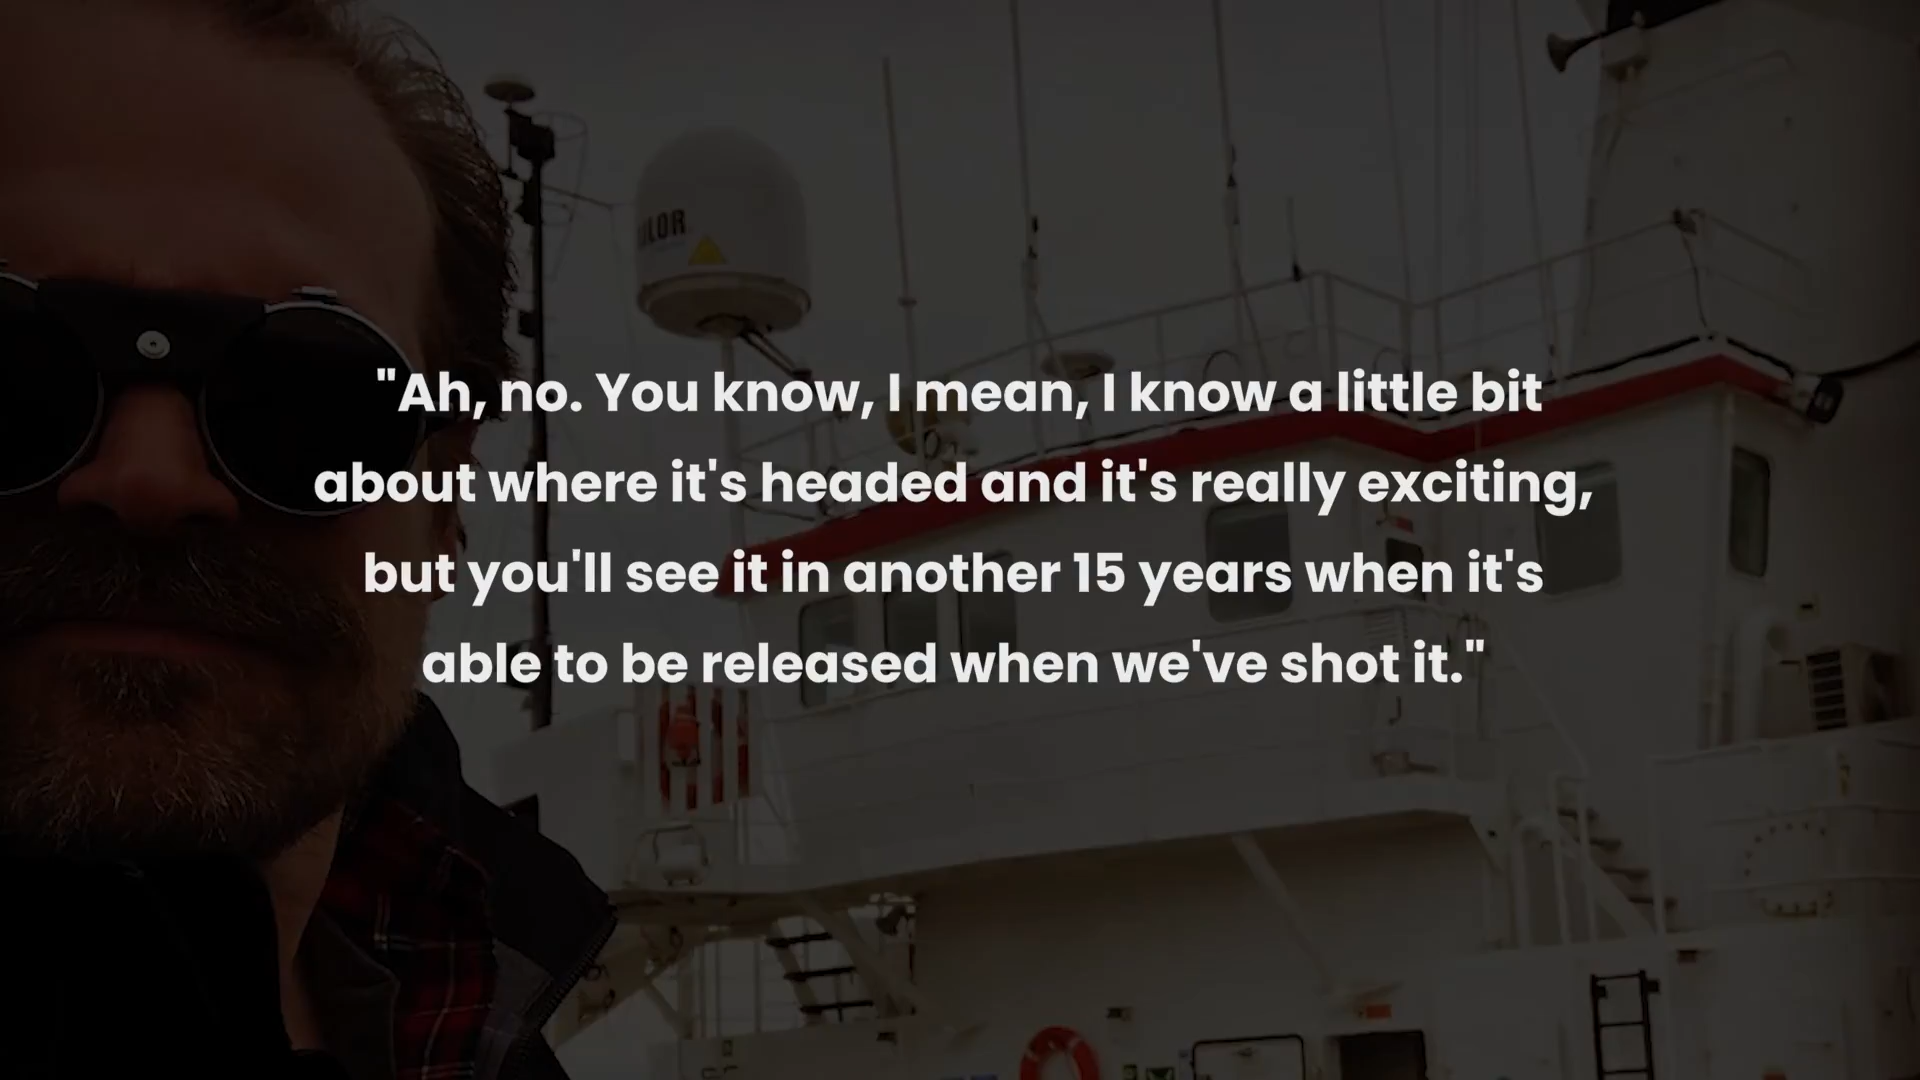 ILOR
"Ah, no. You know, I mean, I know a little bit
about where it's headed and it's really exciting,
but you'll see it in another 15 years when it's
able to be released when we've shot it."